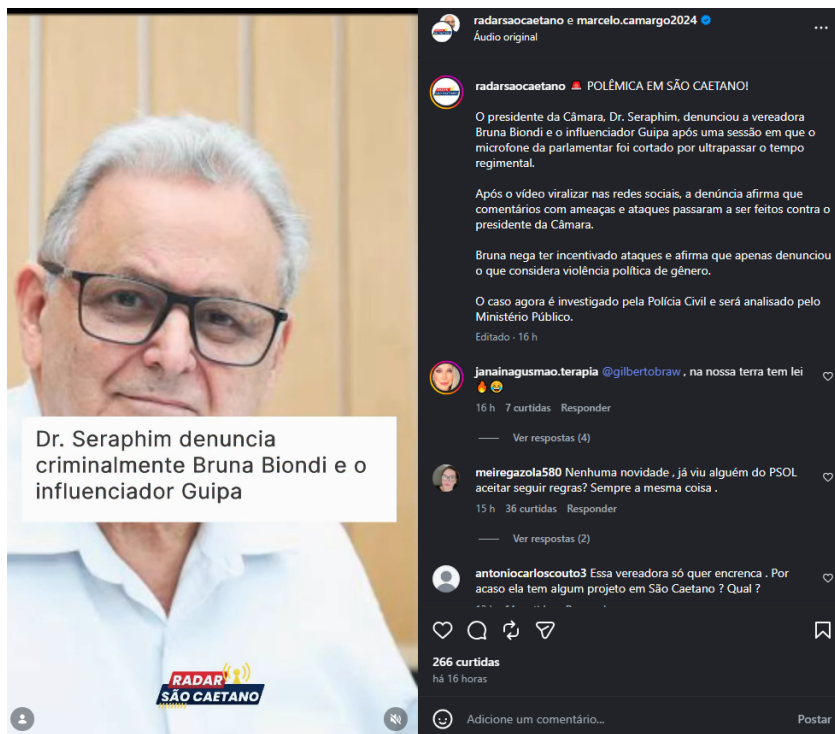 radarsaocaetano e marcelo.camargo2024
Áudio original
radarsaocaetano 🚨 POLÊMICA EM SÃO CAETANO!
O presidente da Câmara, Dr. Seraphim, denunciou a vereadora
Bruna Biondi e o influenciador Guipa após uma sessão em que o
microfone da parlamentar foi cortado por ultrapassar o tempo
regimental.
Após o vídeo viralizar nas redes sociais, a denúncia afirma que
comentários com ameaças e ataques passaram a ser feitos contra o
presidente da Câmara.
Bruna nega ter incentivado ataques e afirma que apenas denunciou
o que considera violência política de gênero.
O caso agora é investigado pela Polícia Civil e será analisado pelo
Ministério Público.
Editado · 16 h
janainagusmao.terapia @gilbertobraw , na nossa terra tem lei
🔥😂
16 h 7 curtidas Responder
Ver respostas (4)
meiregazola580 Nenhuma novidade , já viu alguém do PSOL
aceitar seguir regras? Sempre a mesma coisa .
15 h 36 curtidas Responder
Ver respostas (2)
antoniocarloscouto3 Essa vereadora só quer encrenca . Por
acaso ela tem algum projeto em São Caetano ? Qual ?
266 curtidas
há 16 horas
Adicione um comentário...
Postar
Dr. Seraphim denuncia
criminalmente Bruna Biondi e o
influenciador Guipa
RADAR
SÃO CAETANO